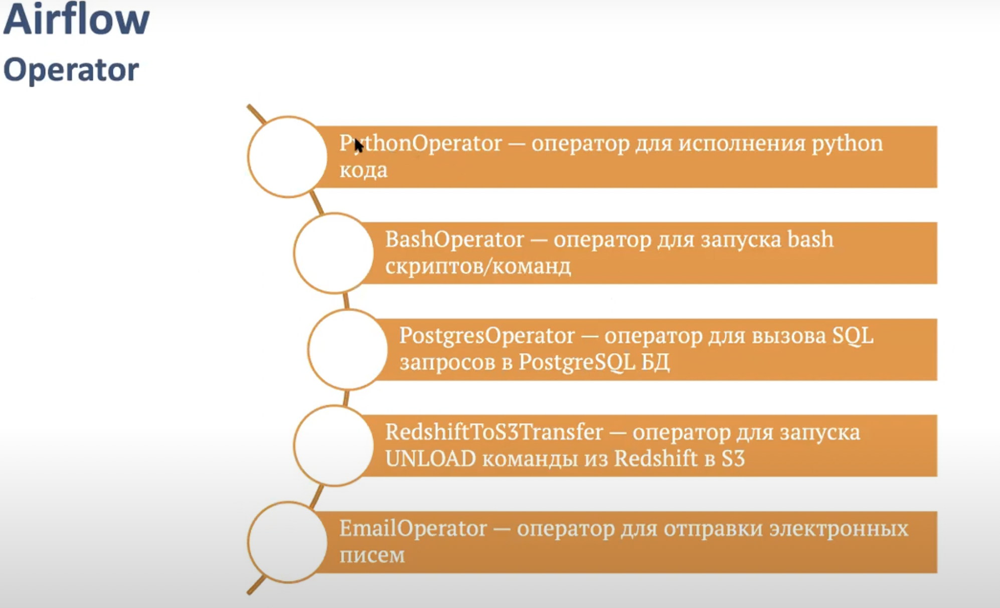 Airflow
Operator
PythonOperator — оператор для исполнения python
кода
BashOperator — оператор для запуска bash
скриптов/команд
PostgresOperator — оператор для вызова SQL
запросов в PostgreSQL БД
RedshiftToS3Transfer — оператор для запуска
UNLOAD команды из Redshift в S3
EmailOperator — оператор для отправки электронных
писем